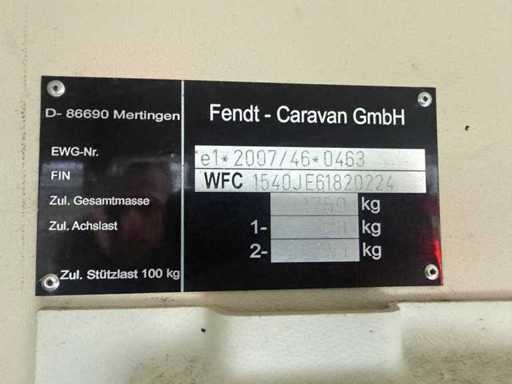 D- 86690 Mertingen
Fendt - Caravan GmbH
EWG-Nr. e1*2007/46*0463
FIN WFC 1540JE61820224
Zul. Gesamtmasse kg
Zul. Achslast 1- kg
2- kg
Zul. Stützlast 100 kg